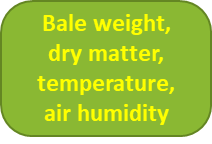 Bale weight,
dry matter,
temperature,
air humidity